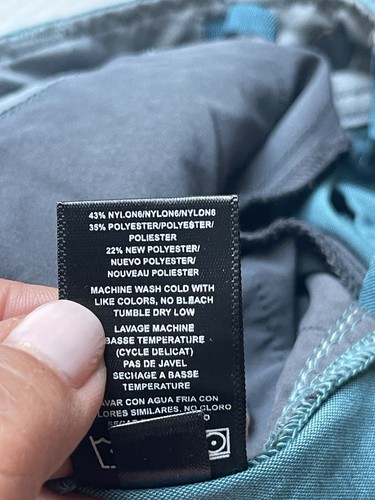 43% NYLON6/NYLON6/NYLON6
35% POLYESTER/POLYESTER/
POLIESTER
22% NEW POLYESTER/
NUEVO POLYESTER/
NOUVEAU POLIESTER
MACHINE WASH COLD WITH
LIKE COLORS, NO BLEACH
TUMBLE DRY LOW
LAVAGE MACHINE
BASSE TEMPERATURE
(CYCLE DELICAT)
PAS DE JAVEL
SECHAGE A BASSE
TEMPERATURE
AVAR CON AGUA FRIA CON
LORES SIMILARES, NO CLORO